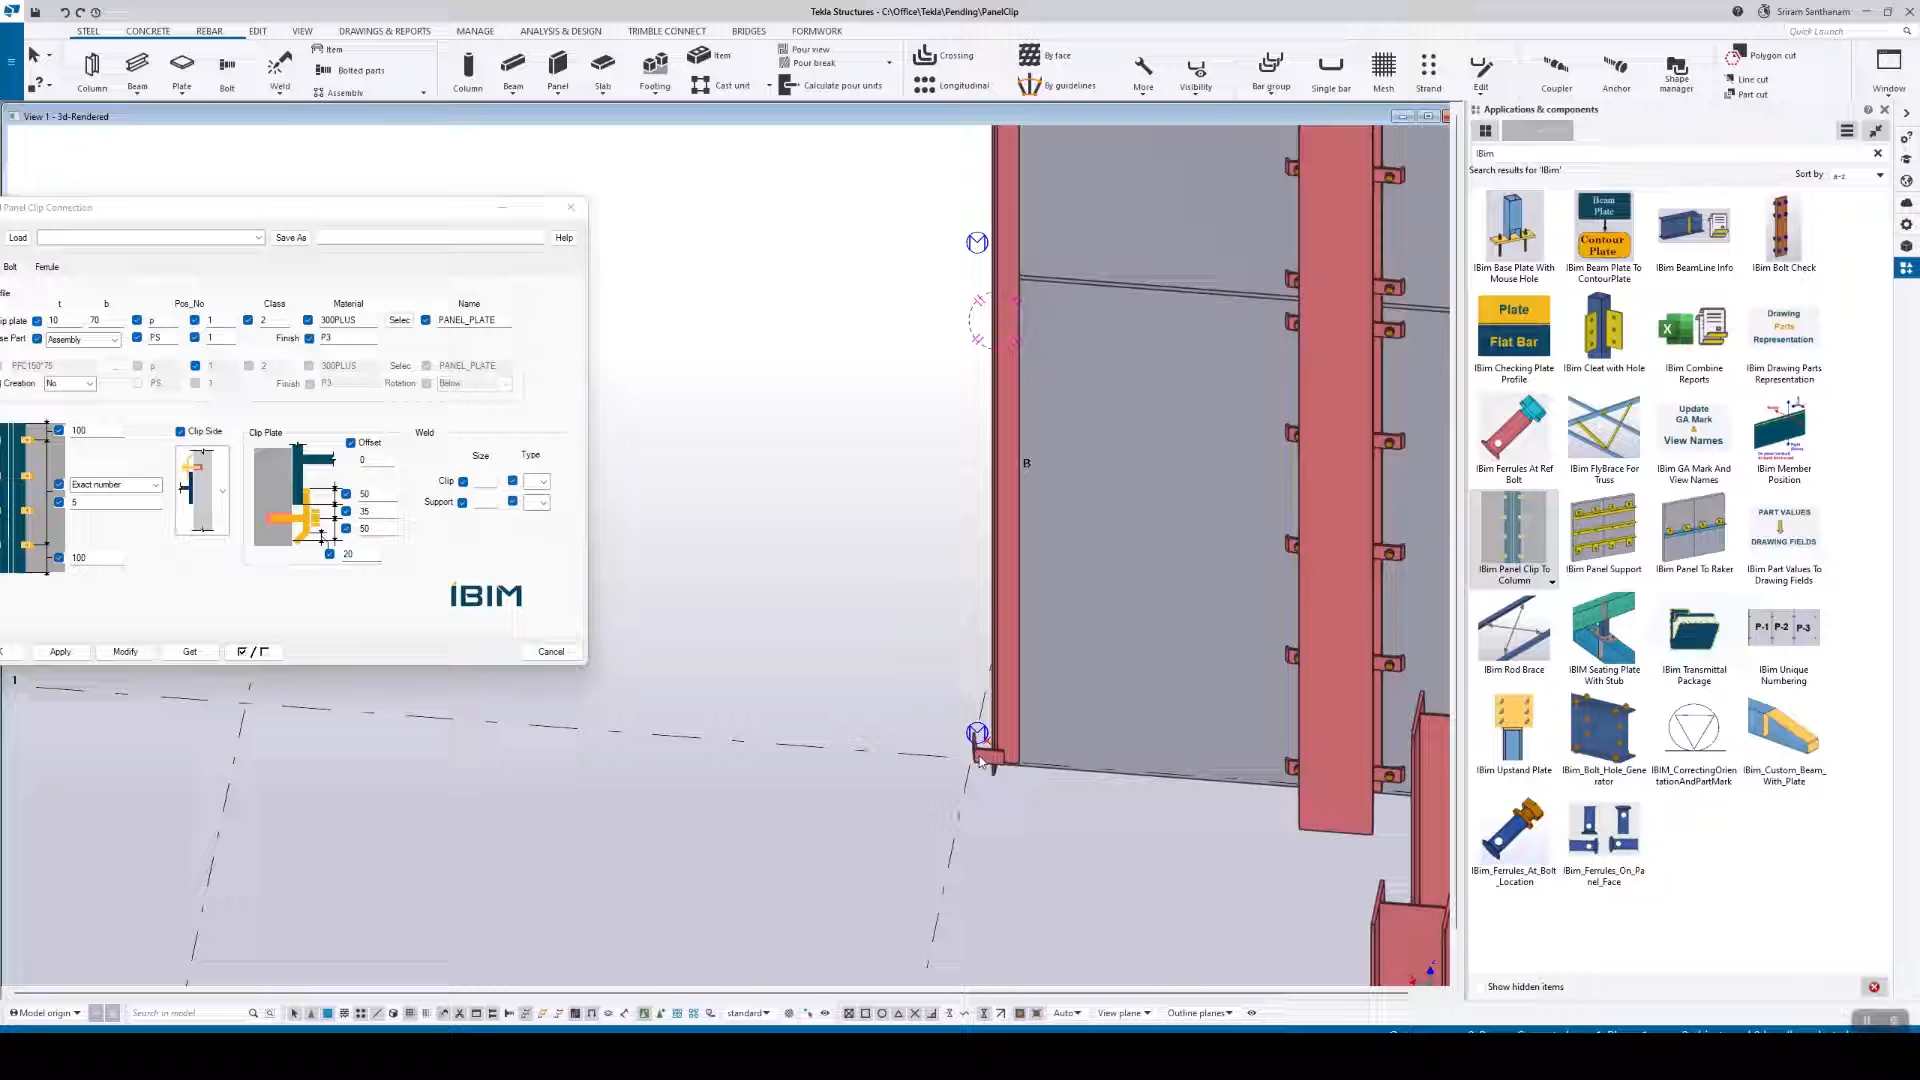 Tekla Structures - C:\Office\Tekla\Pending\PanelClip
Sriram Santhanam
STEEL CONCRETE REBAR EDIT VIEW DRAWINGS & REPORTS MANAGE ANALYSIS & DESIGN TRIMBLE CONNECT BRIDGES FORMWORK
Quick Launch
Column Beam Plate Bolt Weld
Item
Bolted parts
Assembly
Column Beam Panel Slab Footing
Item
Cast unit
Pour view
Pour break
Calculate pour units
Crossing
Longitudinal
By face
By guidelines
More Visibility Bar group Single bar Mesh Strand Edit Coupler Anchor Shape manager
Polygon cut
Line cut
Part cut
Window
View 1 - 3d-Rendered
Panel Clip Connection
Load Save As Help
Bolt Ferrule
file
t b Pos_No Class Material Name
lip plate 10 70 p 1 2 300PLUS Selec PANEL_PLATE
se Part Assembly PS 1 Finish P3
PFC150*75 ... p 1 2 300PLUS Selec PANEL_PLATE
Creation No PS 1 Finish P3 Rotation Below
100
Exact number
5
100
Clip Side
Clip Plate
Offset
0
50
35
50
20
Weld
Size Type
Clip
Support
IBIM
K Apply Modify Get Cancel
1
B
Applications & components
IBim
Search results for 'IBim'
Sort by a-z
Beam Plate
Contour Plate
IBim Base Plate With Mouse Hole
IBim Beam Plate To ContourPlate
IBim BeamLine Info
IBim Bolt Check
Plate
Flat Bar
Drawing Parts Representation
IBim Checking Plate Profile
IBim Cleat with Hole
IBim Combine Reports
IBim Drawing Parts Representation
Update GA Mark & View Names
IBim Ferrules At Ref Bolt
IBim FlyBrace For Truss
IBim GA Mark And View Names
IBim Member Position
PART VALUES
DRAWING FIELDS
IBim Panel Clip To Column
IBim Panel Support
IBim Panel To Raker
IBim Part Values To Drawing Fields
P-1 P-2 P-3
IBim Rod Brace
IBIM Seating Plate With Stub
IBim Transmittal Package
IBim Unique Numbering
IBim Upstand Plate
IBim_Bolt_Hole_Generator
IBIM_CorrectingOrientationAndPartMark
IBim_Custom_Beam_With_Plate
IBim_Ferrules_At_Bolt_Location
IBim_Ferrules_On_Panel_Face
Show hidden items
Model origin
Search in model
standard
Auto
View plane
Outline planes